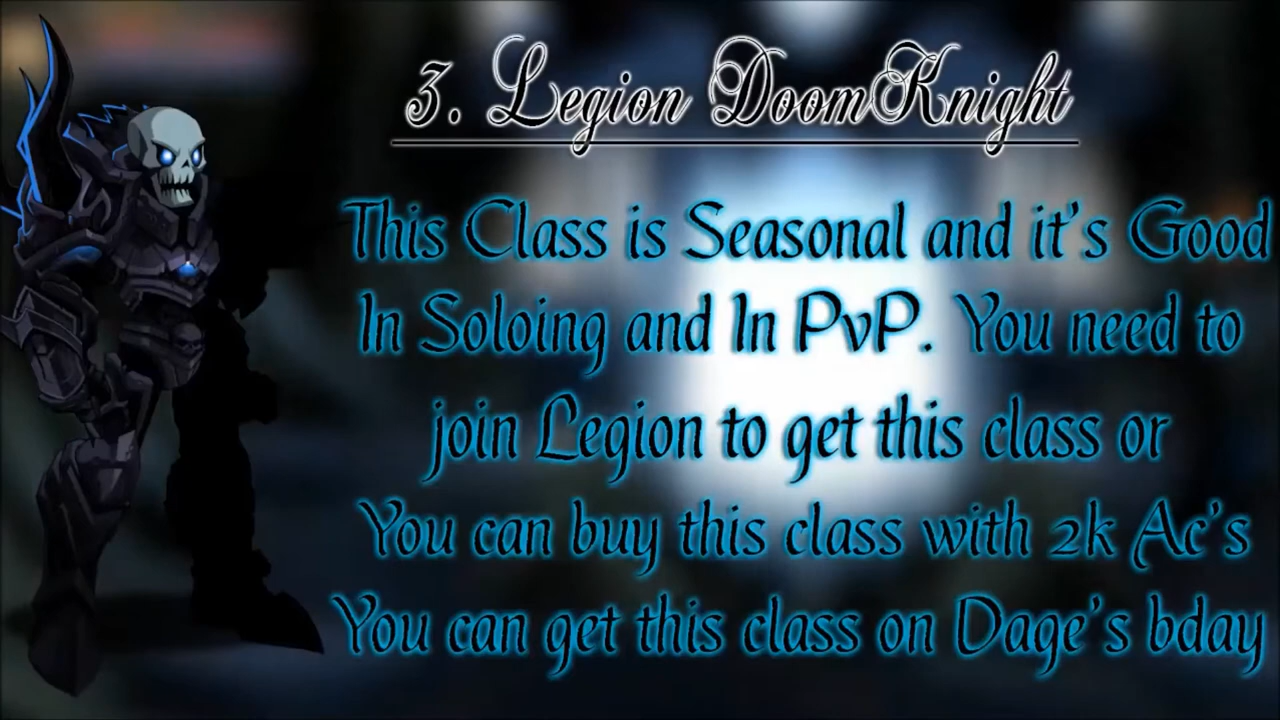 3. Legion DoomKnight
This Class is Seasonal and it's Good
In Soloing and In PvP. You need to
join Legion to get this class or
You can buy this class with 2k Ac's
You can get this class on Dage's bday